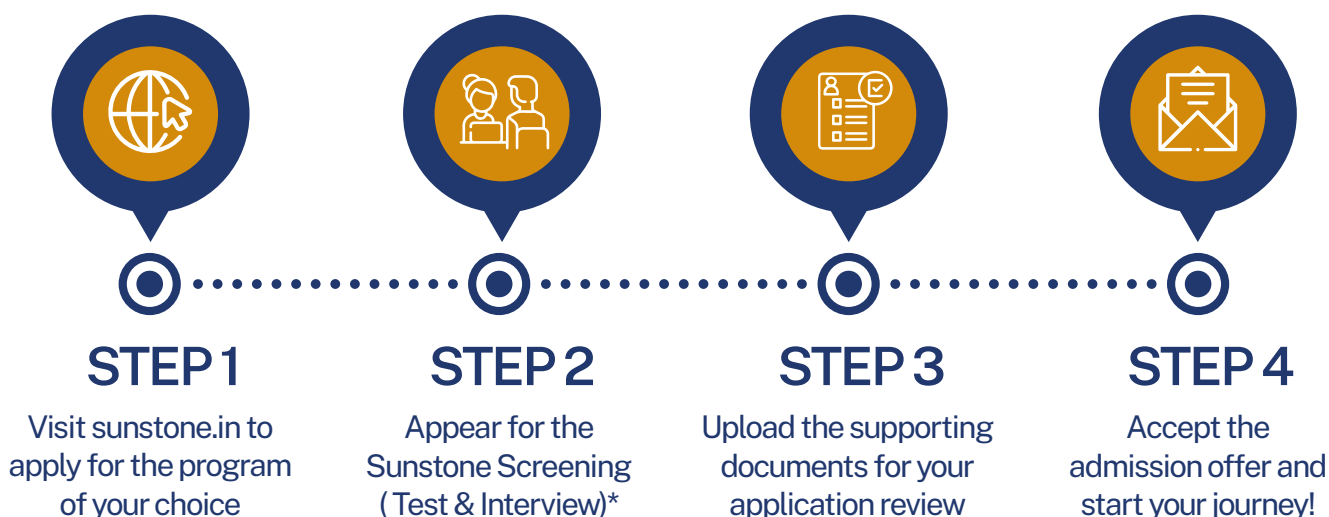 STEP 1
Visit sunstone.in to
apply for the program
of your choice
STEP 2
Appear for the
Sunstone Screening
( Test & Interview)*
STEP 3
Upload the supporting
documents for your
application review
STEP 4
Accept the
admission offer and
start your journey!